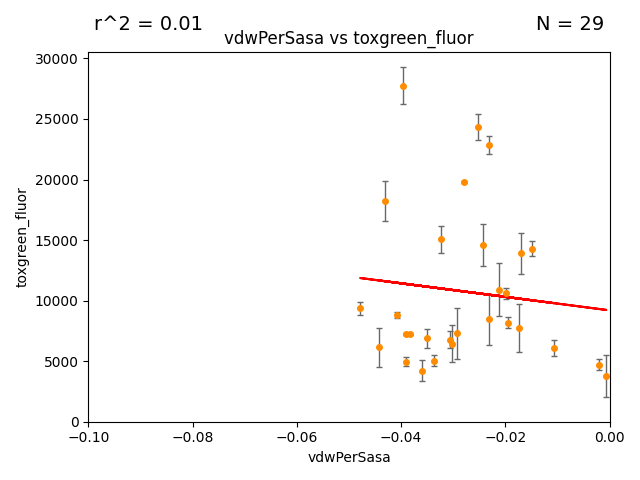 r^2 = 0.01
N = 29
vdwPerSasa vs toxgreen_fluor
30000
25000
20000
15000
10000
5000
0
toxgreen_fluor
−0.10
−0.08
−0.06
−0.04
−0.02
0.00
vdwPerSasa